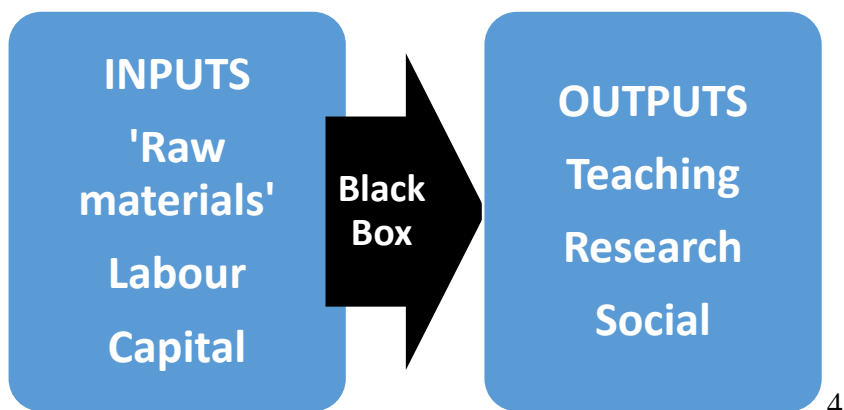 INPUTS
'Raw
materials'
Labour
Capital
Black
Box
OUTPUTS
Teaching
Research
Social
4